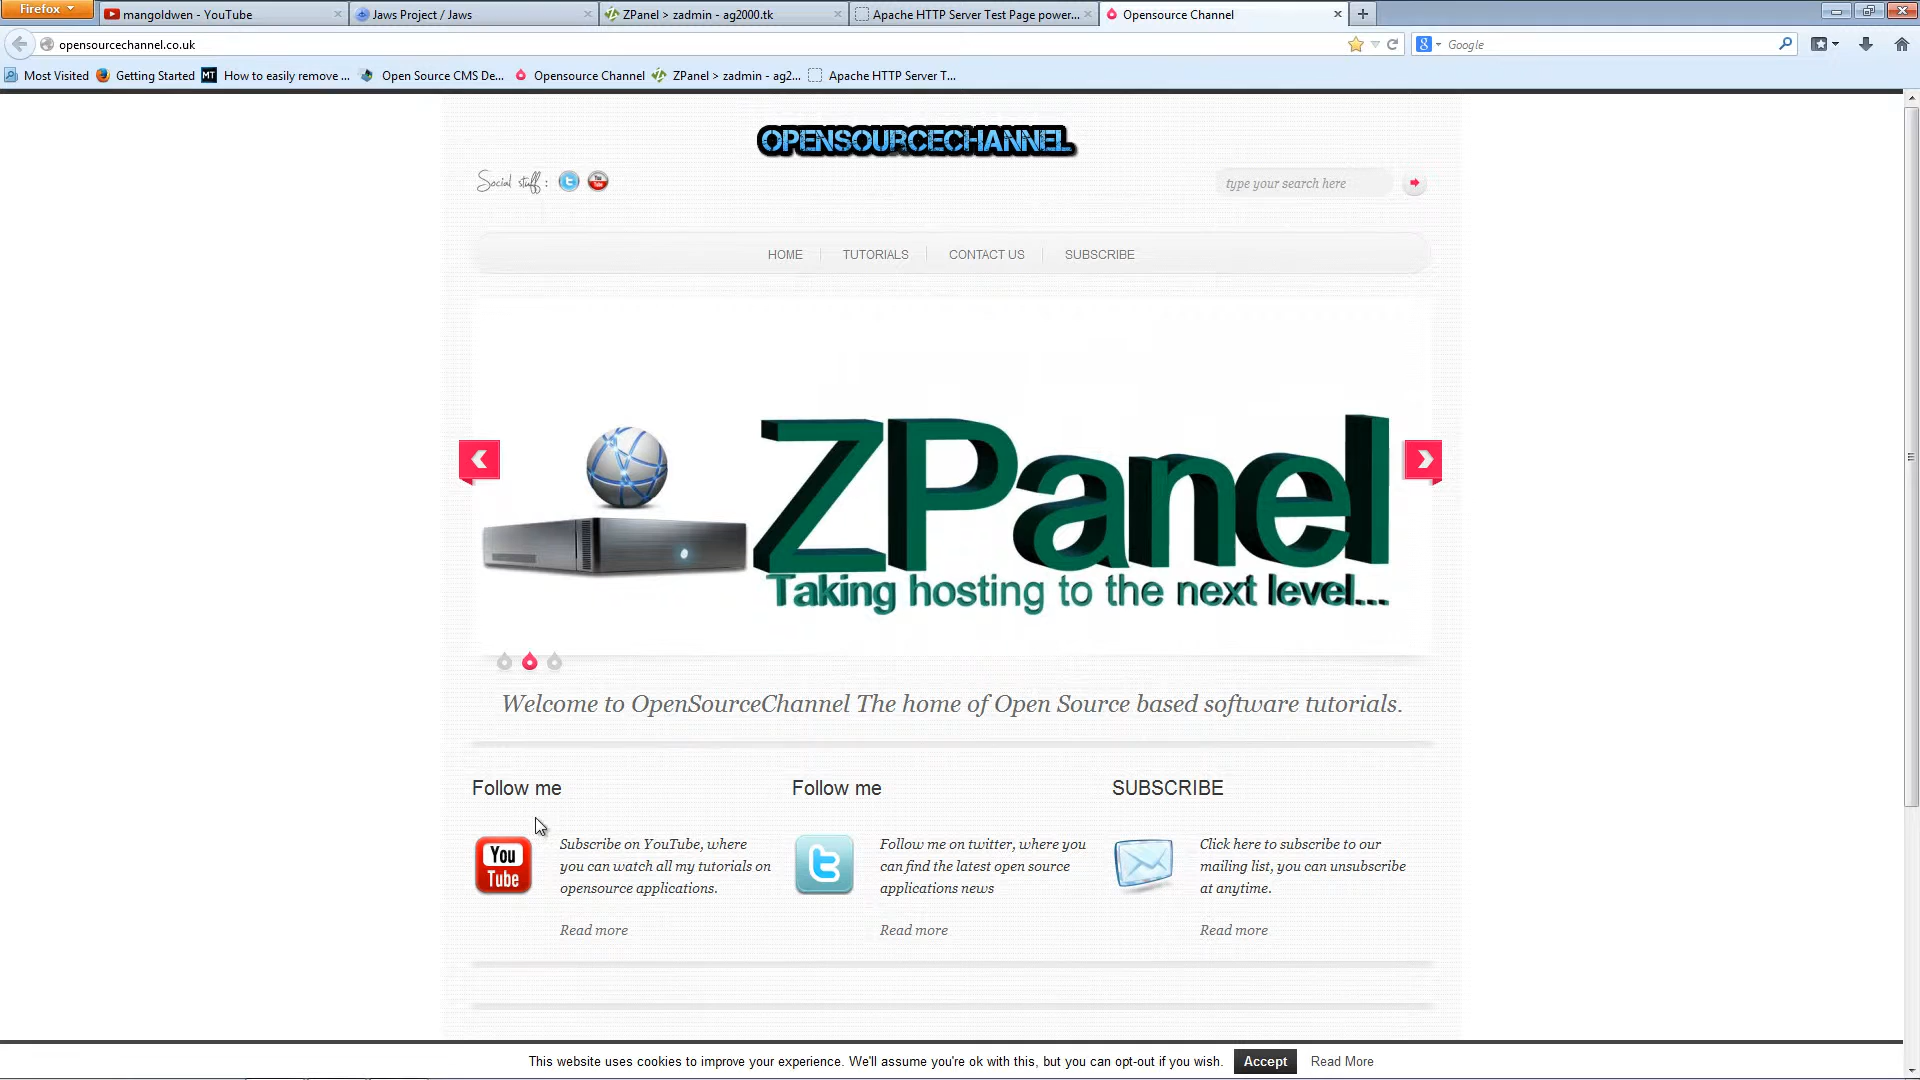 Firefox
mangoldwen - YouTube
Jaws Project / Jaws
ZPanel > zadmin - ag2000.tk
Apache HTTP Server Test Page power...
Opensource Channel
opensourcechannel.co.uk
Google
Most Visited
Getting Started
MT
How to easily remove ...
Open Source CMS De...
Opensource Channel
ZPanel > zadmin - ag2...
Apache HTTP Server T...
OPENSOURCECHANNEL
Social stuff :
You Tube
type your search here
HOME
TUTORIALS
CONTACT US
SUBSCRIBE
ZPanel
Taking hosting to the next level...
Welcome to OpenSourceChannel The home of Open Source based software tutorials.
Follow me
You
Tube
Subscribe on YouTube, where
you can watch all my tutorials on
opensource applications.
Read more
Follow me
Follow me on twitter, where you
can find the latest open source
applications news
Read more
SUBSCRIBE
Click here to subscribe to our
mailing list, you can unsubscribe
at anytime.
Read more
This website uses cookies to improve your experience. We'll assume you're ok with this, but you can opt-out if you wish.
Accept
Read More